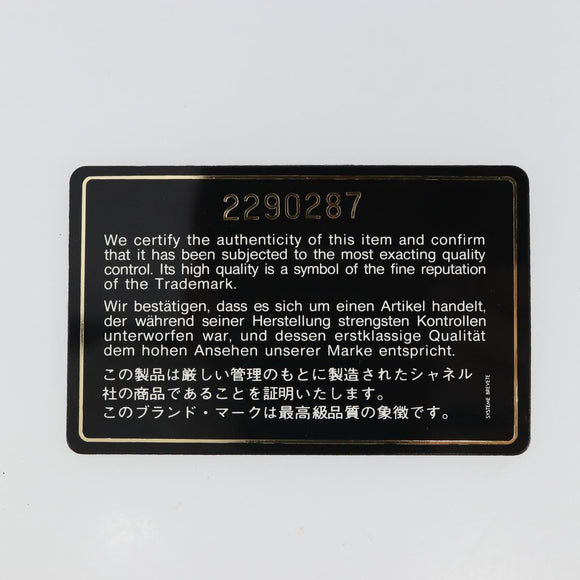 2290287
We certify the authenticity of this item and confirm
that it has been subjected to the most exacting quality
control. Its high quality is a symbol of the fine reputation
of the Trademark.
Wir bestätigen, dass es sich um einen Artikel handelt,
der während seiner Herstellung strengsten Kontrollen
unterworfen war, und dessen erstklassige Qualität
dem hohen Ansehen unserer Marke entspricht.
この製品は厳しい管理のもとに製造されたシャネル
社の商品であることを証明いたします。
このブランド・マークは最高級品質の象徴です。
SYSTEME BREVETE